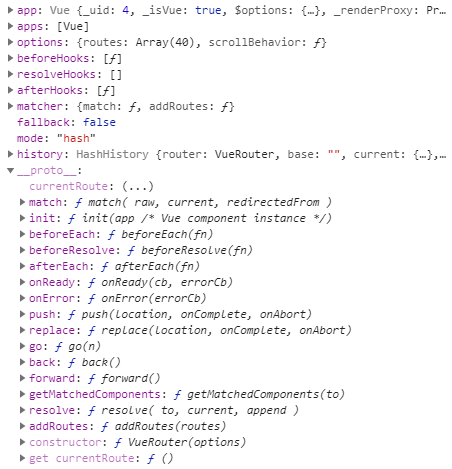 app: Vue {_uid: 4, _isVue: true, $options: {…}, _renderProxy: Pr…
apps: [Vue]
options: {routes: Array(40), scrollBehavior: ƒ}
beforeHooks: [ƒ]
resolveHooks: []
afterHooks: [ƒ]
matcher: {match: ƒ, addRoutes: ƒ}
fallback: false
mode: "hash"
history: HashHistory {router: VueRouter, base: "", current: {…},…
__proto__:
currentRoute: (...)
match: ƒ match( raw, current, redirectedFrom )
init: ƒ init(app /* Vue component instance */)
beforeEach: ƒ beforeEach(fn)
beforeResolve: ƒ beforeResolve(fn)
afterEach: ƒ afterEach(fn)
onReady: ƒ onReady(cb, errorCb)
onError: ƒ onError(errorCb)
push: ƒ push(location, onComplete, onAbort)
replace: ƒ replace(location, onComplete, onAbort)
go: ƒ go(n)
back: ƒ back()
forward: ƒ forward()
getMatchedComponents: ƒ getMatchedComponents(to)
resolve: ƒ resolve( to, current, append )
addRoutes: ƒ addRoutes(routes)
constructor: ƒ VueRouter(options)
get currentRoute: ƒ ()